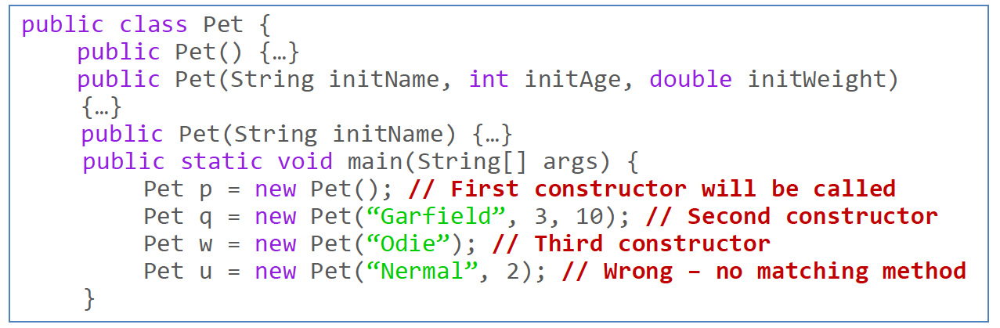 public class Pet {
public Pet() {…}
public Pet(String initName, int initAge, double initWeight)
{…}
public Pet(String initName) {…}
public static void main(String[] args) {
Pet p = new Pet(); // First constructor will be called
Pet q = new Pet(“Garfield”, 3, 10); // Second constructor
Pet w = new Pet(“Odie”); // Third constructor
Pet u = new Pet(“Nermal”, 2); // Wrong – no matching method
}